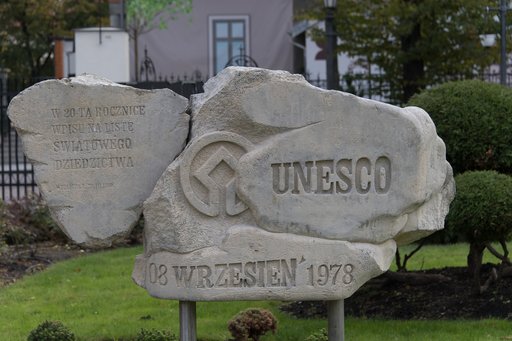 W 20-TĄ ROCZNICĘ
WPISU NA LISTĘ
ŚWIATOWEGO
DZIEDZICTWA
UNESCO
08 WRZESIEŃ 1978